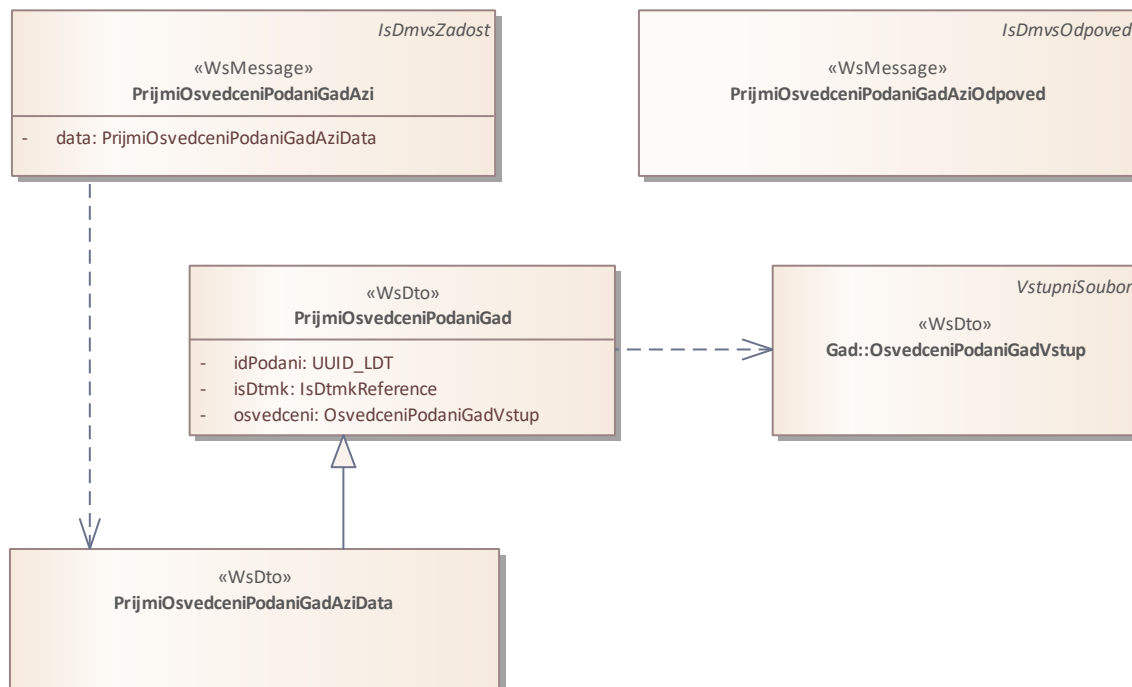 IsDmvsZadost
«WsMessage»
PrijmiOsvedceniPodaniGadAzi
- data: PrijmiOsvedceniPodaniGadAziData
IsDmvsOdpoved
«WsMessage»
PrijmiOsvedceniPodaniGadAziOdpoved
«WsDto»
PrijmiOsvedceniPodaniGad
- idPodani: UUID_LDT
- isDtmk: IsDtmkReference
- osvedceni: OsvedceniPodaniGadVstup
VstupniSoubor
«WsDto»
Gad::OsvedceniPodaniGadVstup
«WsDto»
PrijmiOsvedceniPodaniGadAziData